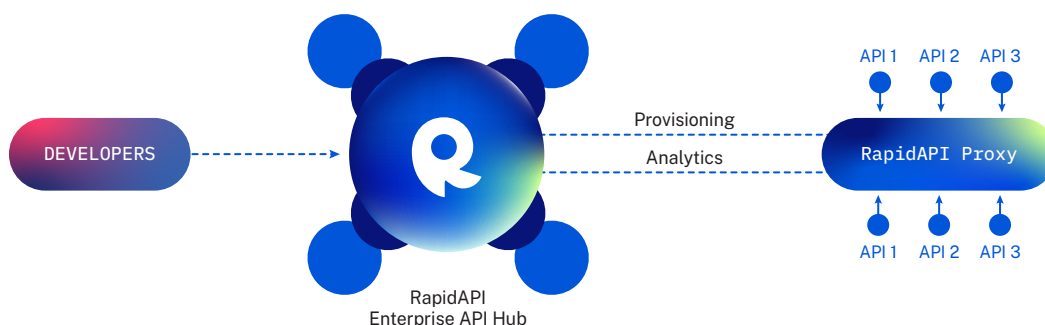 API 1 API 2 API 3
Provisioning
DEVELOPERS
Analytics
RapidAPI Proxy
API 1 API 2 API 3
RapidAPI
Enterprise API Hub